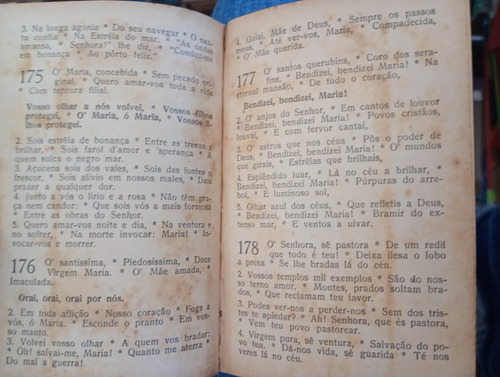 3. Na longa agonia * Do seu navegar * O nau-
ta confia * Na Estrêla do mar. * "As ondas
amansa, * Senhora!" lhe diz, * "Conduze-me
em bonança * Ao pôrto feliz."
175 O' Maria, concebida * Sem pecado ori-
ginal, * Quero amar-vos toda a vida
* Com ternura filial.
Vosso olhar a nós volvei, * Vossos filhos
protegei. * O' Maria, ó Maria, * Vossos fi-
lhos protegei.
2. Sois estrêla de bonança * Entre as trevas a
brilhar, * Sois farol d'amor e 'sperança * A
quem sulca o negro mar.
3. Açucena sois dos vales, * Sois das fontes o
frescor, * Sois alívio em nossos males, * Dais
prazer a qualquer dor.
4. Junto a vós o lírio e a rosa * Não têm gra-
ça nem candor: * Que sois vós a mais formosa
* Entre as obras do Senhor.
5. Quero amar-vos noite e dia, * Na ventura e
no sofrer, * Na morte invocar: Maria! * In-
vocar-vos e morrer.
176 O' santíssima, * Piedosíssima, * Doce
Virgem Maria. * O' Mãe amada,
Imaculada.
Orai, orai, orai por nós.
2. Em toda aflição, * Nosso coração * Foge a
vós, ó Maria. * Esconde o pranto * Em vos-
so manto.
3. Volvei vosso olhar * A quem vos bradar:
* Oh! salvai-me, Maria! * Quanto me aterra *
Do mal a guerra!
4. Guiai, Mãe de Deus, * Sempre os passos
meus, * Até ver-vos, Maria, * Compadecida,
* O' Mãe querida.
177 O' santos querubins, * Coro dos sera-
fins, * Bendizei, bendizei Maria! * Na
eternal mansão, * De todo o coração,
Bendizei, bendizei, Maria!
2. O' anjos do Senhor, * Em cantos de louvor
* Bendizei, bendizei Maria! * Povos cristãos,
louvai, * E com fervor cantai,
3. O' astros que nos céus * Pôs o poder de
Deus, * Bendizei, bendizei Maria! * O' mundos
que girais, * Estrêlas que brilhais,
4. Esplêndido luar, * Lá no céu a brilhar, *
Bendizei, bendizei Maria! * Púrpuras do arre-
bol, * E luminoso sol,
5. Olhar azul dos céus, * Que refletis a Deus,
* Bendizei, bendizei Maria! * Bramir do ex-
tenso mar, * E ventos a uivar,
178 O' Senhora, sê pastora * De um redil
que todo é teu! * Deixa ilesa o lobo
a presa * Se lhe bradas lá do céu.
2. Vossos templos mil exemplos * São do nos-
so terno amor, * Montes, prados soltam bra-
dos, * Que reclamam teu favor.
3. Podes ver-nos a perder-nos * Sem dos tris-
tes te apiedar? * Ah! Senhora, que és pastora,
* Vem teu povo pastorear.
4. Virgem pura, sê ventura, * Salvação do po-
vo teu. * Dá-nos vida, sê guarida * Té nos
veres lá no céu.